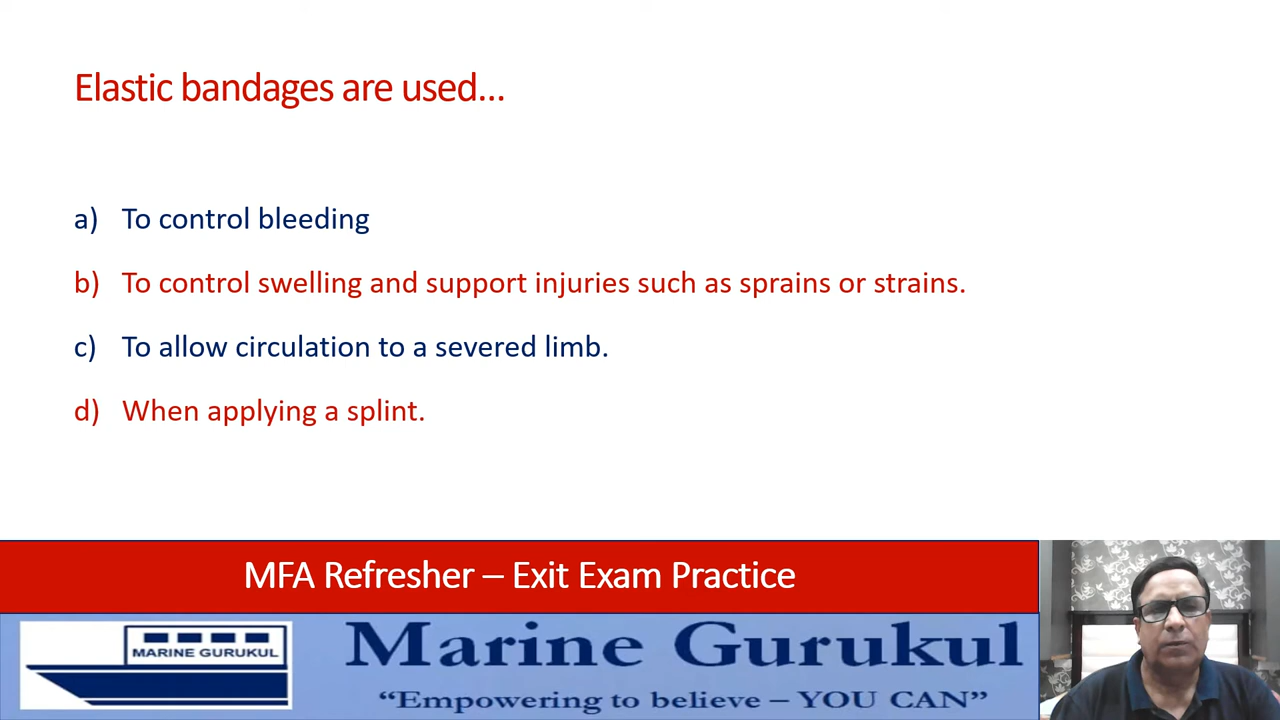 Elastic bandages are used...
a) To control bleeding
b) To control swelling and support injuries such as sprains or strains.
c) To allow circulation to a severed limb.
d) When applying a splint.
MFA Refresher – Exit Exam Practice
MARINE GURUKUL
Marine Gurukul
“Empowering to believe – YOU CAN”